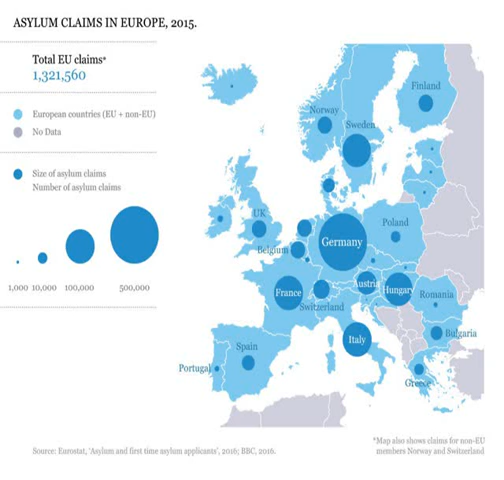 ASYLUM CLAIMS IN EUROPE, 2015.
Total EU claims*
1,321,560
European countries (EU + non-EU)
No Data
Size of asylum claims
Number of asylum claims
1,000 10,000 100,000 500,000
Finland
Norway
Sweden
UK
Poland
Belgium
Germany
Austria
Hungary
France
Romania
Switzerland
Italy
Bulgaria
Spain
Portugal
Greece
*Map also shows claims for non-EU
members Norway and Switzerland
Source: Eurostat, 'Asylum and first time asylum applicants', 2016; BBC, 2016.